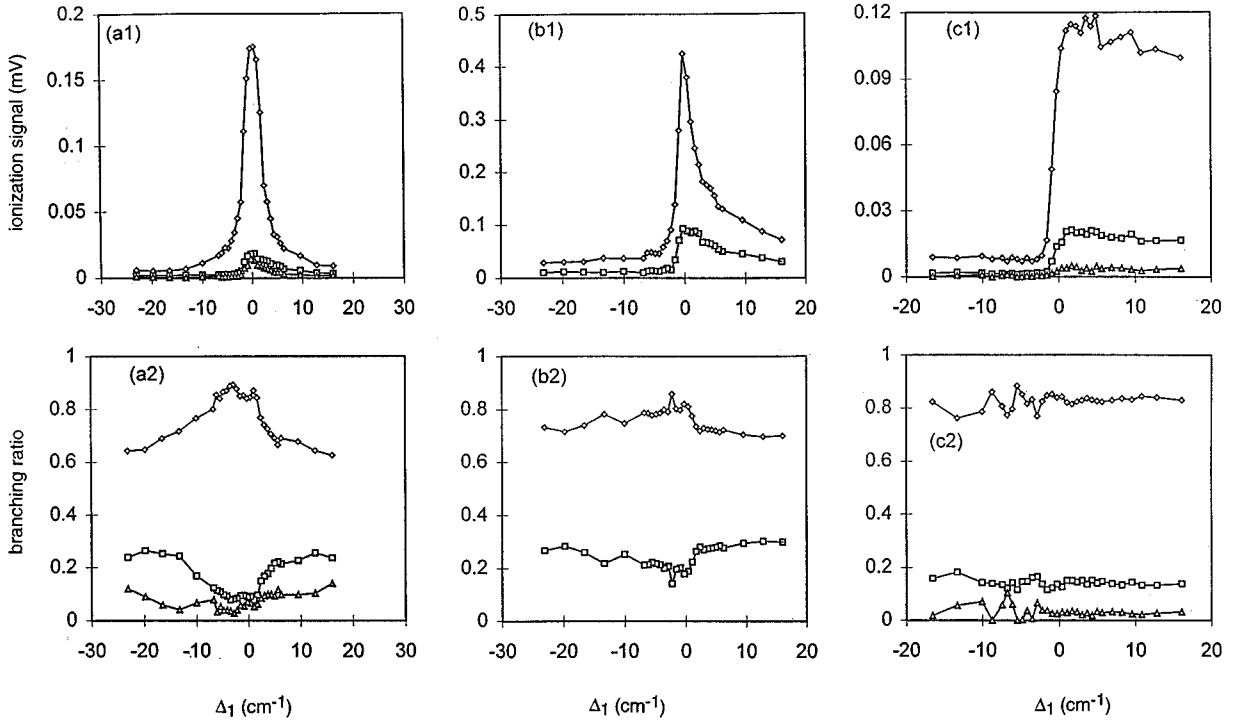 (a1)
0.2
0.15
0.1
0.05
0
-30 -20 -10 0 10 20 30
ionization signal (mV)
(b1)
0.5
0.4
0.3
0.2
0.1
0
-30 -20 -10 0 10 20
(c1)
0.12
0.09
0.06
0.03
0
-20 -10 0 10 20
(a2)
1
0.8
0.6
0.4
0.2
0
-30 -20 -10 0 10 20 30
branching ratio
Δ1 (cm-1)
(b2)
1
0.8
0.6
0.4
0.2
0
-30 -20 -10 0 10 20
Δ1 (cm-1)
(c2)
1
0.8
0.6
0.4
0.2
0
-20 -10 0 10 20
Δ1 (cm-1)